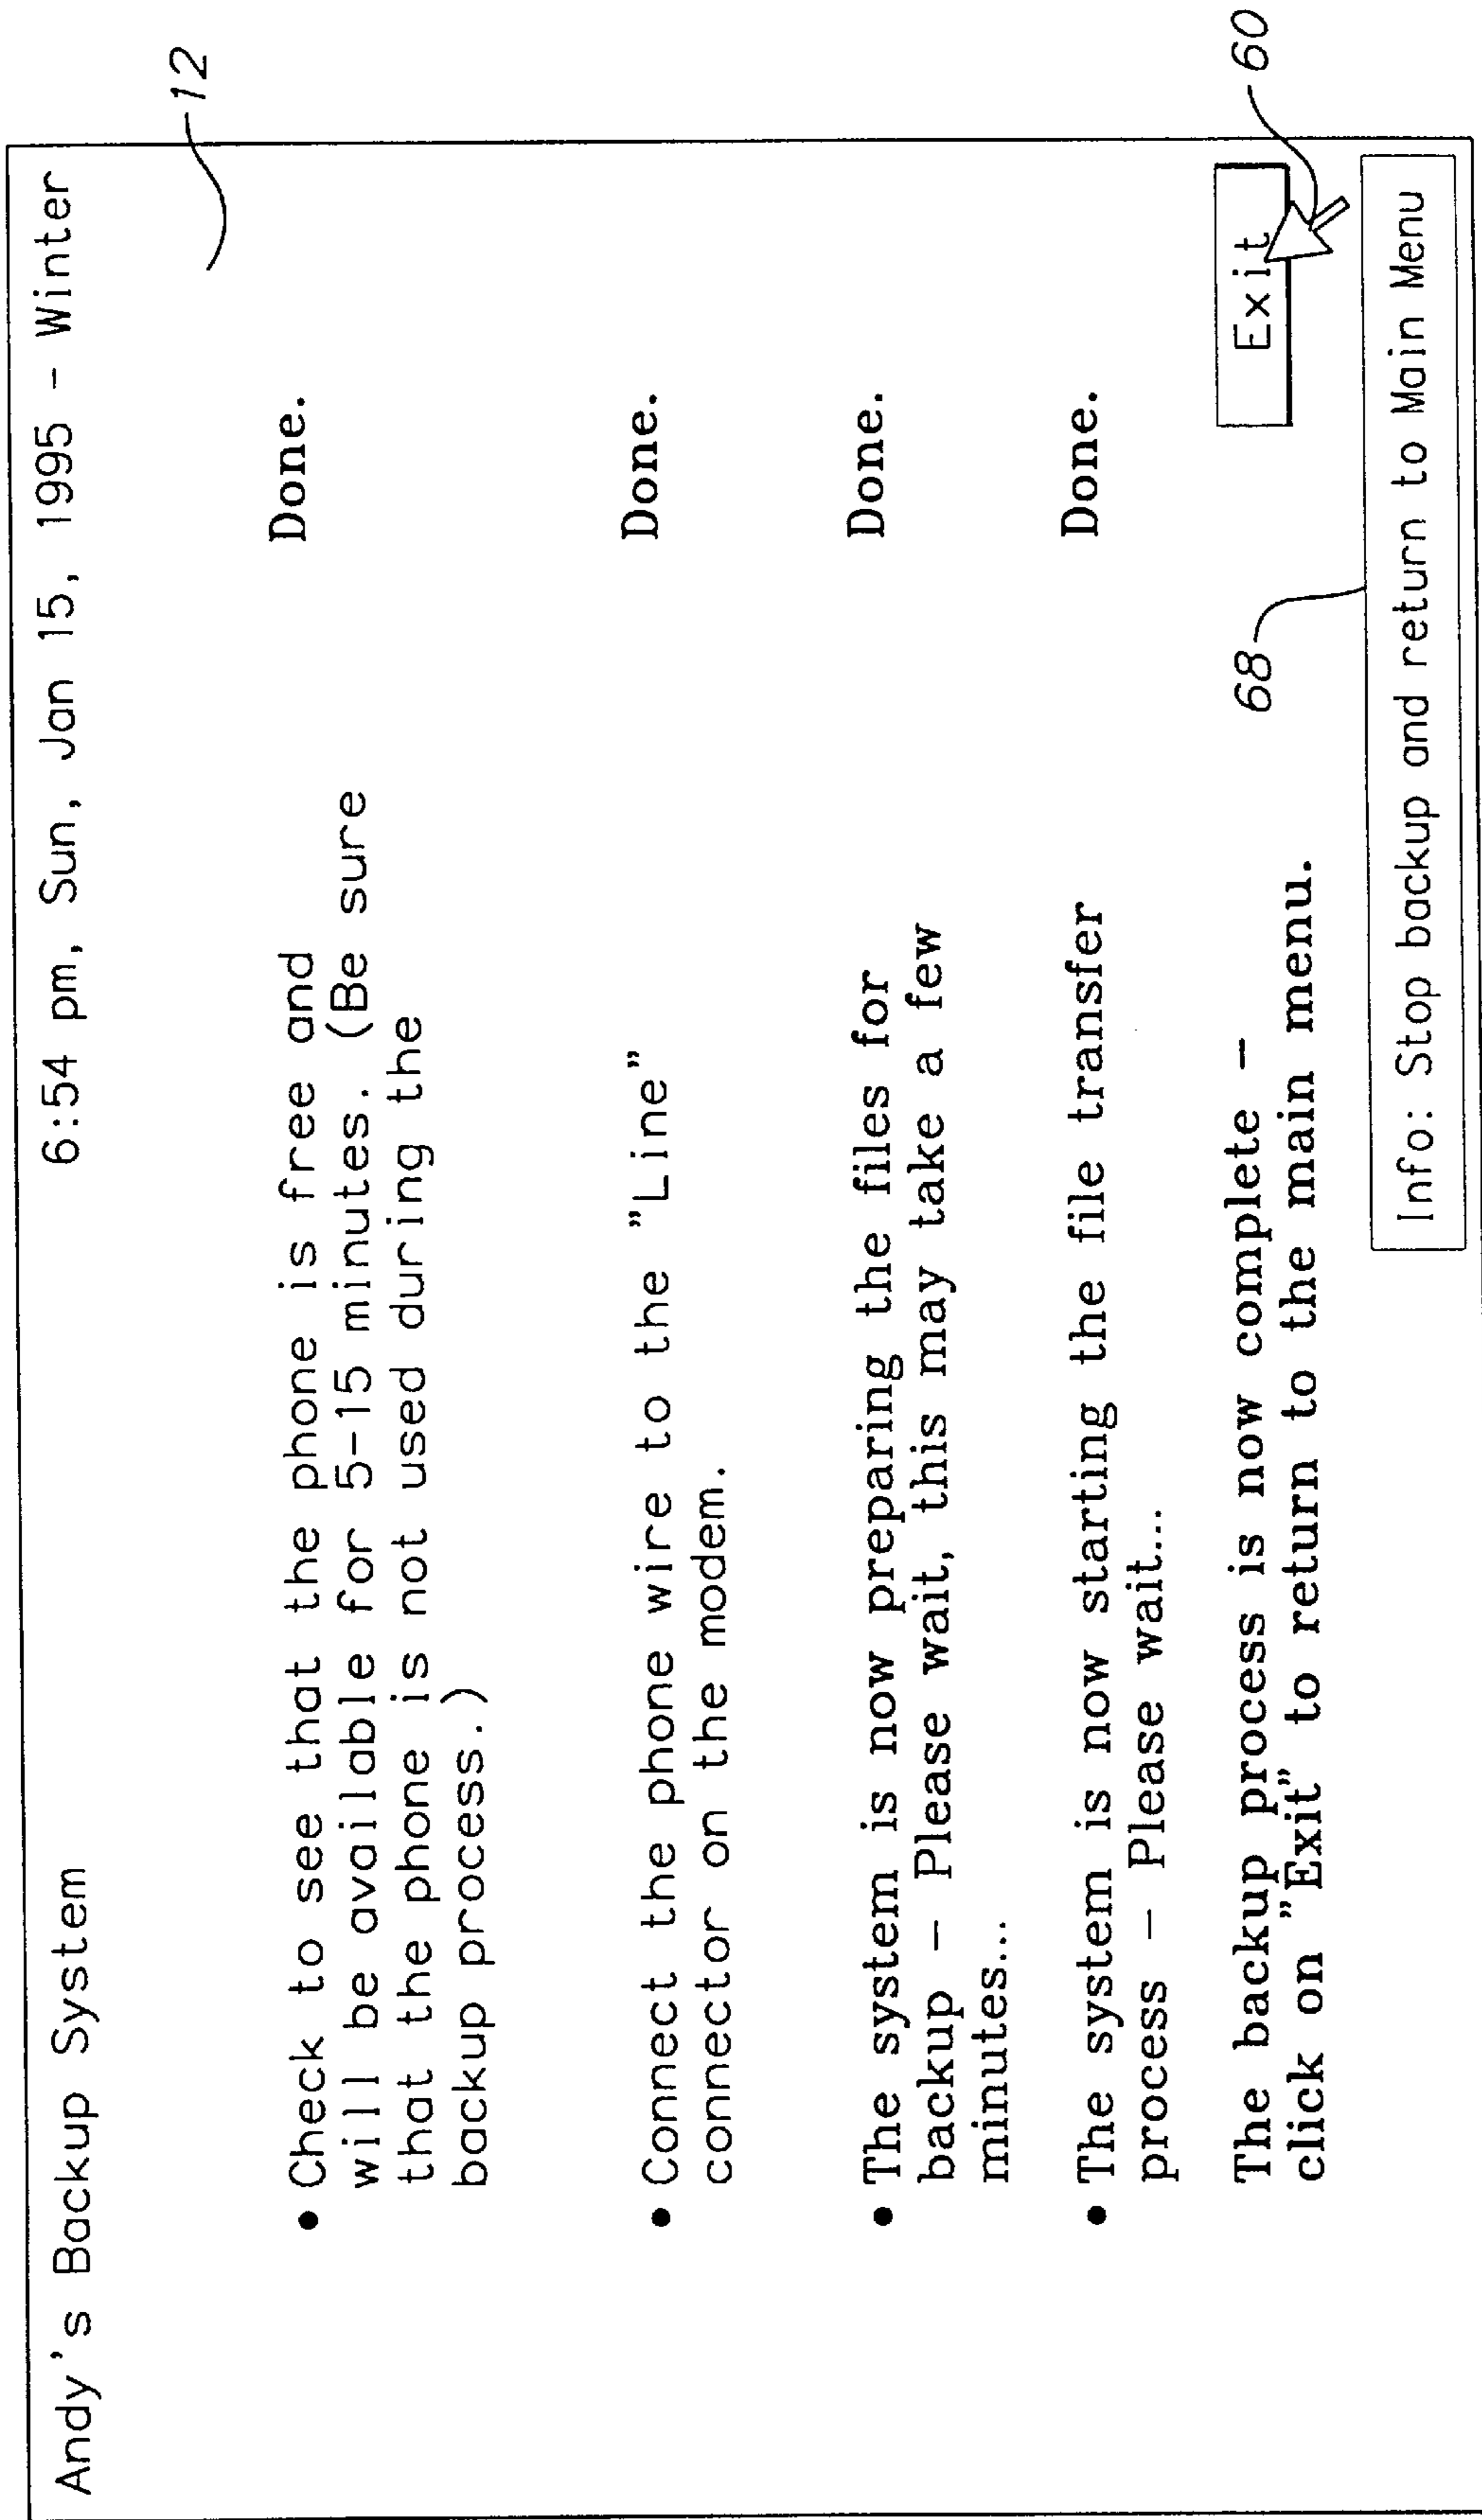 Andy's Backup System 6:54 pm, Sun, Jan 15, 1995 - Winter
12
• Check to see that the phone is free and Done.
will be available for 5-15 minutes. (Be sure
that the phone is not used during the
backup process.)
• Connect the phone wire to the "Line" Done.
connector on the modem.
• The system is now preparing the files for Done.
backup - Please wait, this may take a few
minutes...
• The system is now starting the file transfer Done.
process - Please wait...
The backup process is now complete -
click on "Exit" to return to the main menu.
Exit
60
68
Info: Stop backup and return to Main Menu